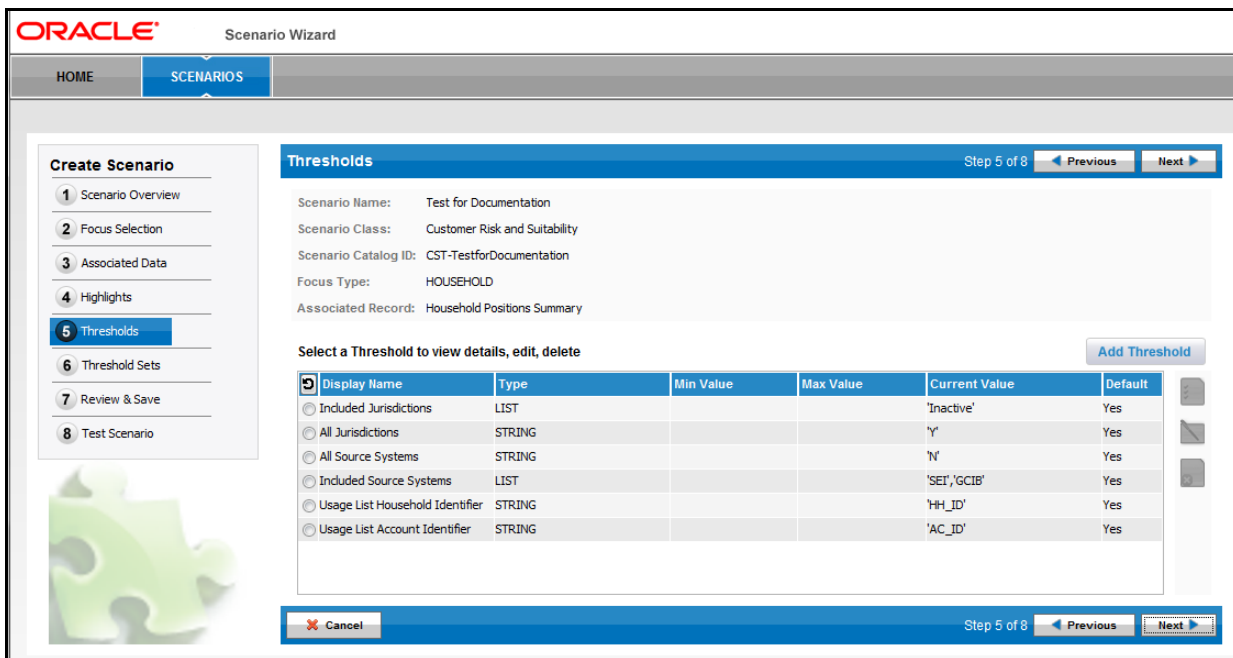 ORACLE Scenario Wizard
HOME SCENARIOS
Create Scenario
1 Scenario Overview
2 Focus Selection
3 Associated Data
4 Highlights
5 Thresholds
6 Threshold Sets
7 Review & Save
8 Test Scenario
Thresholds Step 5 of 8 Previous Next
Scenario Name: Test for Documentation
Scenario Class: Customer Risk and Suitability
Scenario Catalog ID: CST-TestforDocumentation
Focus Type: HOUSEHOLD
Associated Record: Household Positions Summary
Select a Threshold to view details, edit, delete Add Threshold
Display Name Type Min Value Max Value Current Value Default
Included Jurisdictions LIST 'Inactive' Yes
All Jurisdictions STRING 'Y' Yes
All Source Systems STRING 'N' Yes
Included Source Systems LIST 'SEI','GCIB' Yes
Usage List Household Identifier STRING 'HH_ID' Yes
Usage List Account Identifier STRING 'AC_ID' Yes
Cancel Step 5 of 8 Previous Next